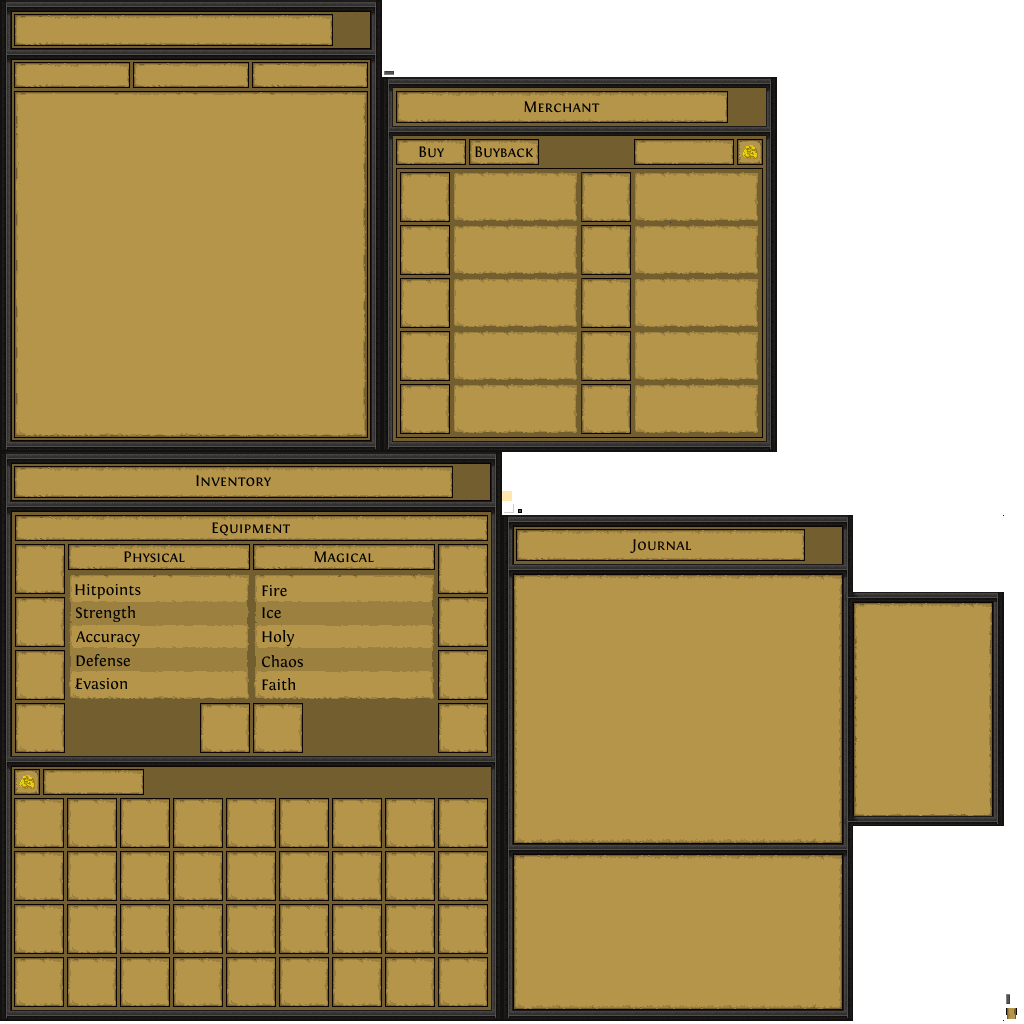 Merchant
Buy
Buyback
Inventory
Equipment
Physical
Magical
Hitpoints
Strength
Accuracy
Defense
Evasion
Fire
Ice
Holy
Chaos
Faith
Journal